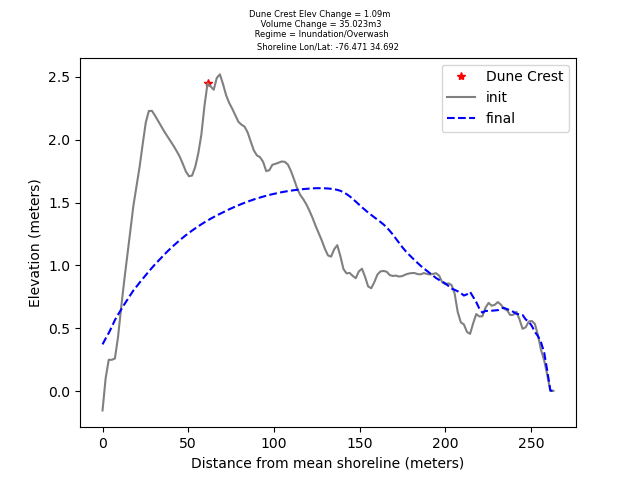 Dune Crest Elev Change = 1.09m
Volume Change = 35.023m3
Regime = Inundation/Overwash
Shoreline Lon/Lat: -76.471 34.692
Dune Crest
init
final
Elevation (meters)
2.5
2.0
1.5
1.0
0.5
0.0
0 50 100 150 200 250
Distance from mean shoreline (meters)